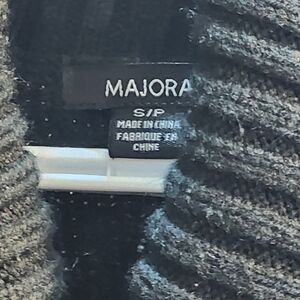 MAJORA
S/P
MADE IN CHINA
FABRIQUÉ EN
CHINE